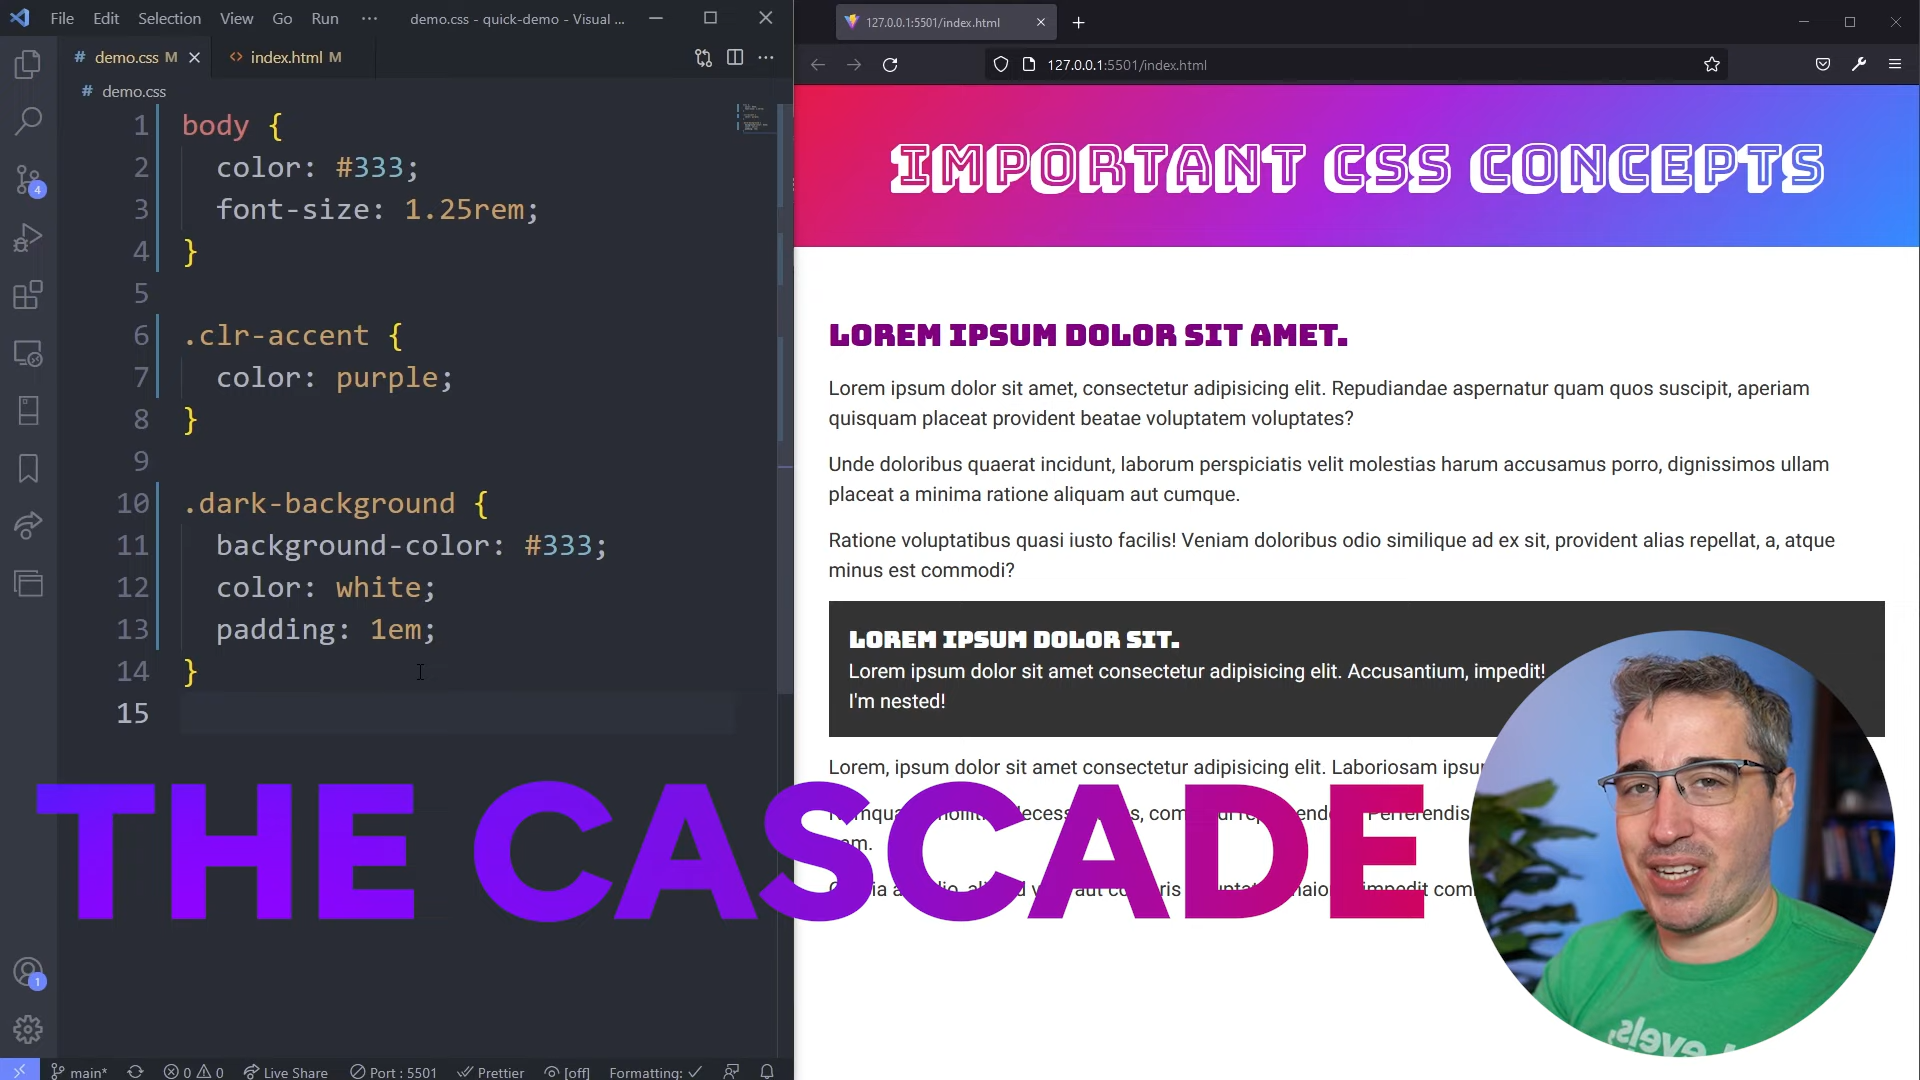 File Edit Selection View Go Run ··· demo.css - quick-demo - Visual ...
# demo.css M
<> index.html M
# demo.css
1 body {
2 color: #333;
3 font-size: 1.25rem;
4 }
5
6 .clr-accent {
7 color: purple;
8 }
9
10 .dark-background {
11 background-color: #333;
12 color: white;
13 padding: 1em;
14 }
15
4
1
main* 0 0 Live Share Port : 5501 Prettier [off] Formatting: ✓
127.0.0.1:5501/index.html
127.0.0.1:5501/index.html
IMPORTANT CSS CONCEPTS
LOREM IPSUM DOLOR SIT AMET.
Lorem ipsum dolor sit amet, consectetur adipisicing elit. Repudiandae aspernatur quam quos suscipit, aperiam
quisquam placeat provident beatae voluptatem voluptates?
Unde doloribus quaerat incidunt, laborum perspiciatis velit molestias harum accusamus porro, dignissimos ullam
placeat a minima ratione aliquam aut cumque.
Ratione voluptatibus quasi iusto facilis! Veniam doloribus odio similique ad ex sit, provident alias repellat, a, atque
minus est commodi?
LOREM IPSUM DOLOR SIT.
Lorem ipsum dolor sit amet consectetur adipisicing elit. Accusantium, impedit!
I'm nested!
Lorem, ipsum dolor sit amet consectetur adipisicing elit. Laboriosam
THE CASCADE